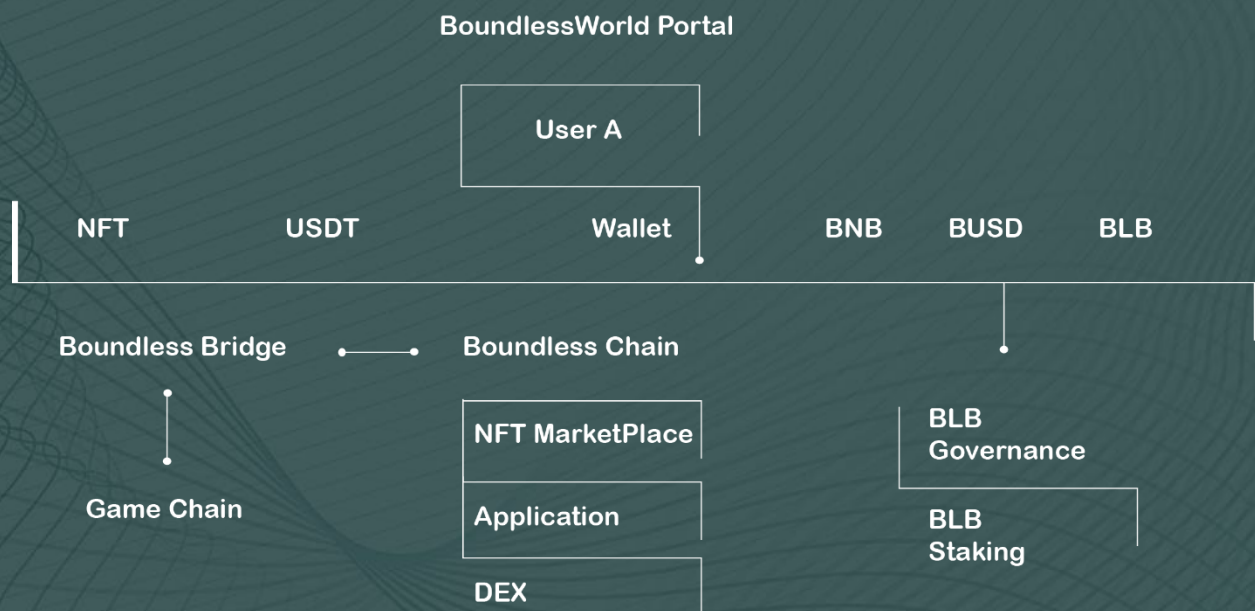 BoundlessWorld Portal
User A
NFT USDT Wallet BNB BUSD BLB
Boundless Bridge Boundless Chain
NFT MarketPlace
Application
DEX
Game Chain
BLB
Governance
BLB
Staking